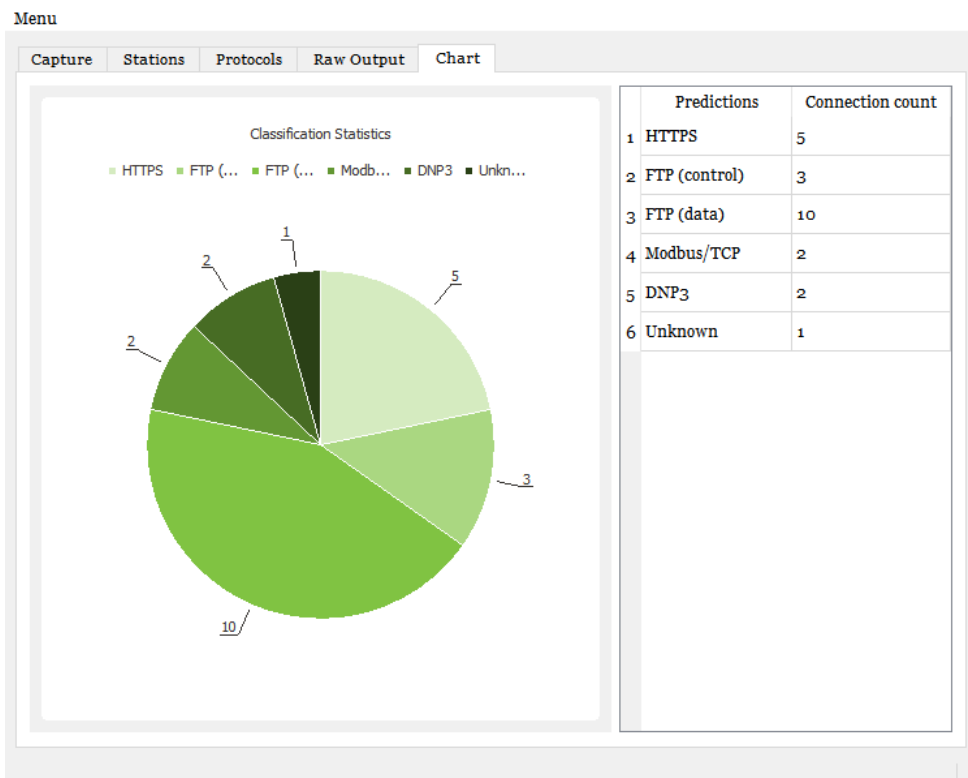 Menu
Capture Stations Protocols Raw Output Chart
Classification Statistics
HTTPS FTP (... FTP (... Modb... DNP3 Unkn...
1
2
5
2
3
10
Predictions Connection count
1 HTTPS 5
2 FTP (control) 3
3 FTP (data) 10
4 Modbus/TCP 2
5 DNP3 2
6 Unknown 1